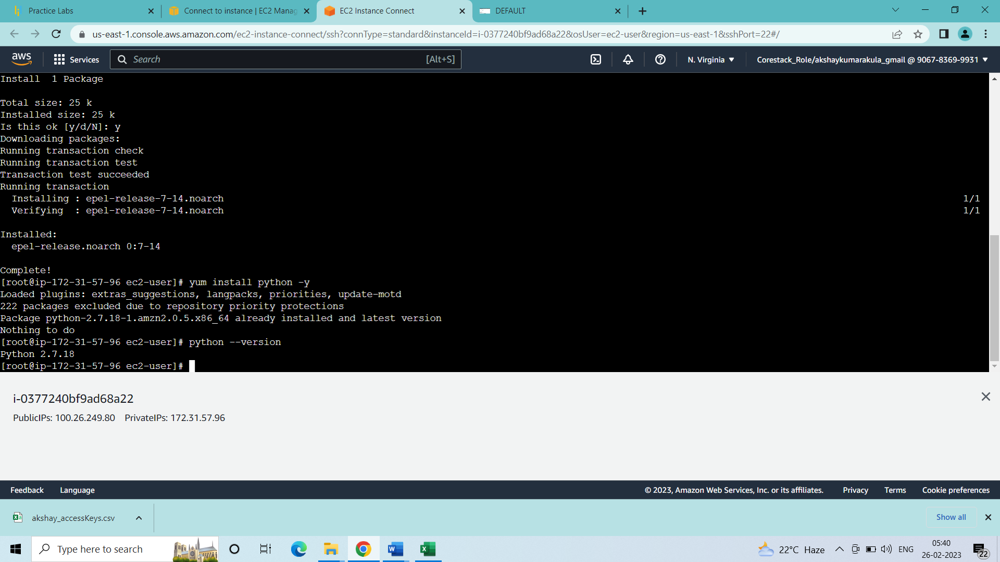 Practice Labs
Connect to instance | EC2 Manag
EC2 Instance Connect
DEFAULT
us-east-1.console.aws.amazon.com/ec2-instance-connect/ssh?connType=standard&instanceId=i-0377240bf9ad68a22&osUser=ec2-user&region=us-east-1&sshPort=22#/
aws
Services
Search
[Alt+S]
N. Virginia
Corestack_Role/akshaykumarakula_gmail @ 9067-8369-9931
Install  1 Package
Total size: 25 k
Installed size: 25 k
Is this ok [y/d/N]: y
Downloading packages:
Running transaction check
Running transaction test
Transaction test succeeded
Running transaction
  Installing : epel-release-7-14.noarch 1/1
  Verifying  : epel-release-7-14.noarch 1/1
Installed:
  epel-release.noarch 0:7-14
Complete!
[root@ip-172-31-57-96 ec2-user]# yum install python -y
Loaded plugins: extras_suggestions, langpacks, priorities, update-motd
222 packages excluded due to repository priority protections
Package python-2.7.18-1.amzn2.0.5.x86_64 already installed and latest version
Nothing to do
[root@ip-172-31-57-96 ec2-user]# python --version
Python 2.7.18
[root@ip-172-31-57-96 ec2-user]#
i-0377240bf9ad68a22
PublicIPs: 100.26.249.80 PrivateIPs: 172.31.57.96
Feedback
Language
© 2023, Amazon Web Services, Inc. or its affiliates.
Privacy
Terms
Cookie preferences
akshay_accessKeys.csv
Show all
Type here to search
22°C Haze
ENG
05:40
26-02-2023
22